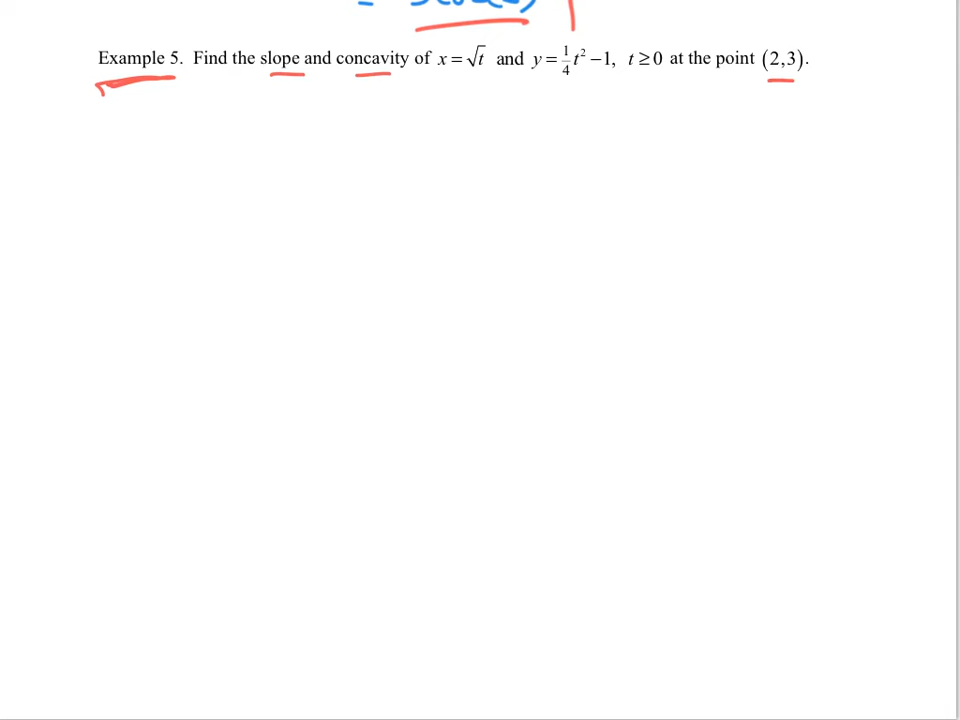 Example 5. Find the slope and concavity of x = √t and y = 1/4 t² − 1, t ≥ 0 at the point (2,3).